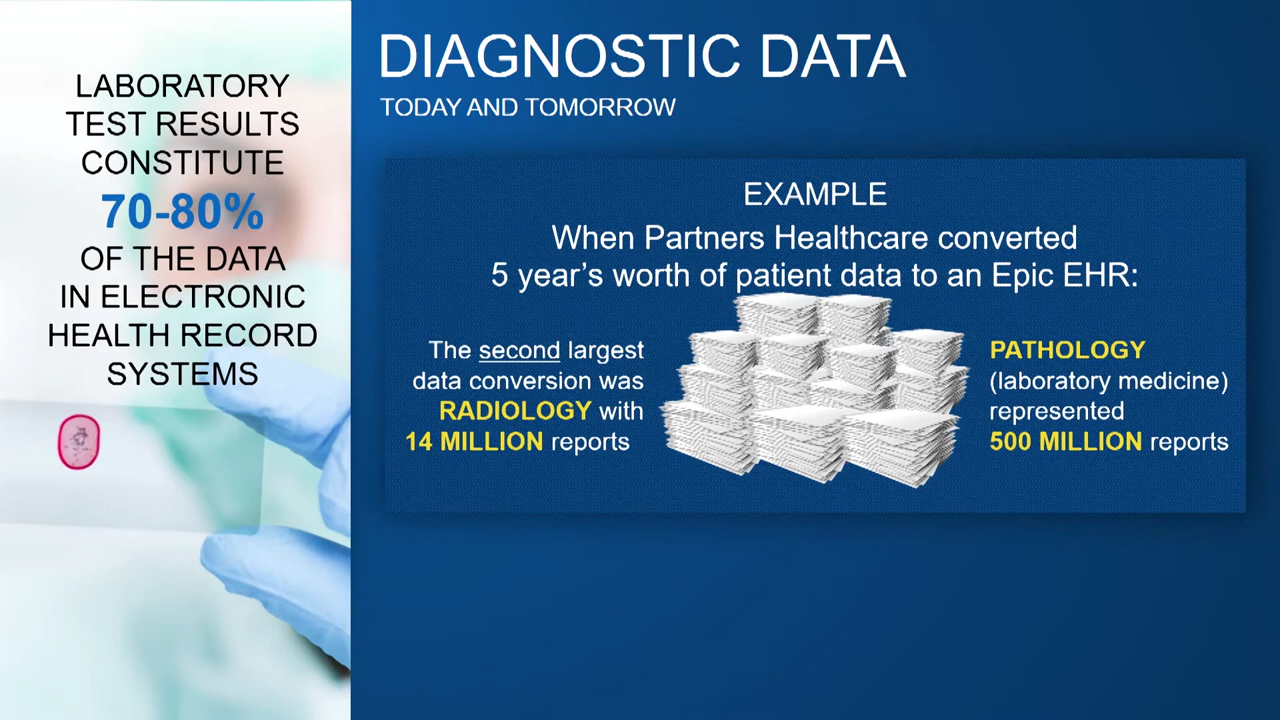 LABORATORY
TEST RESULTS
CONSTITUTE
70-80%
OF THE DATA
IN ELECTRONIC
HEALTH RECORD
SYSTEMS
DIAGNOSTIC DATA
TODAY AND TOMORROW
EXAMPLE
When Partners Healthcare converted
5 year's worth of patient data to an Epic EHR:
The second largest
data conversion was
RADIOLOGY with
14 MILLION reports
PATHOLOGY
(laboratory medicine)
represented
500 MILLION reports